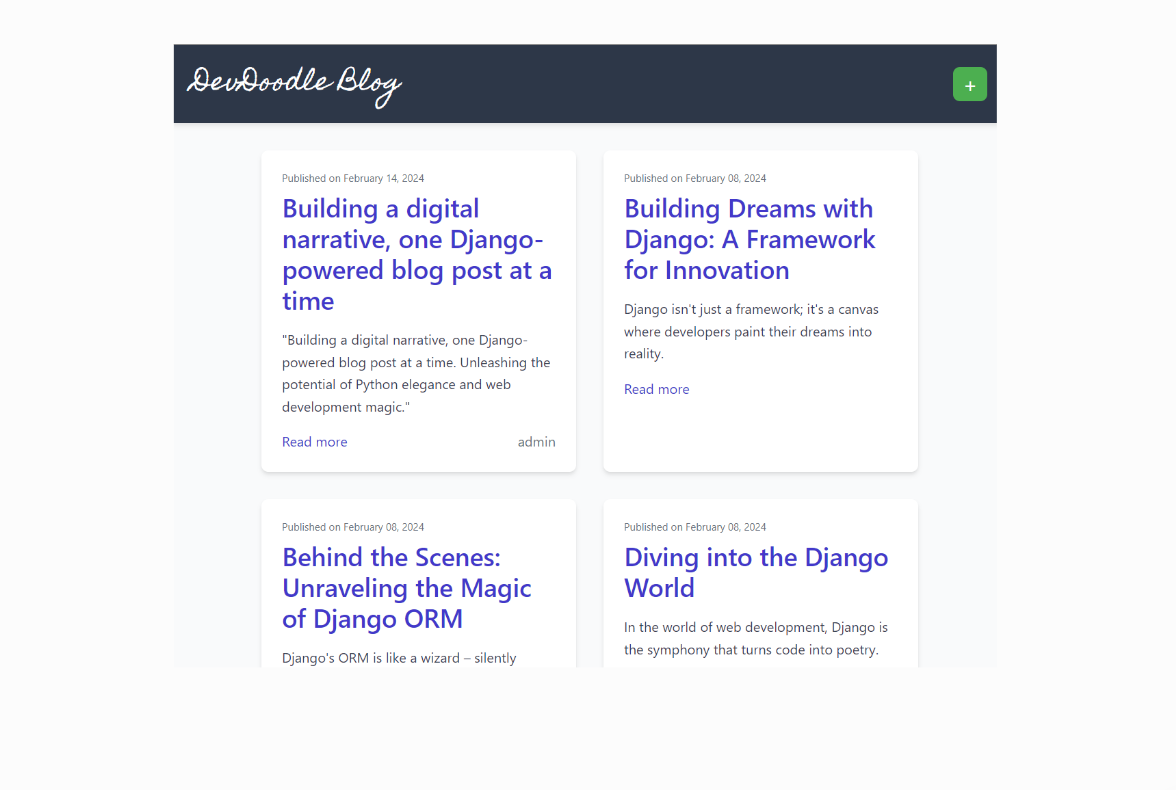 DevDoodle Blog
+
Published on February 14, 2024
Building a digital
narrative, one Django-
powered blog post at a
time
"Building a digital narrative, one Django-
powered blog post at a time. Unleashing the
potential of Python elegance and web
development magic."
Read more
admin
Published on February 08, 2024
Building Dreams with
Django: A Framework
for Innovation
Django isn't just a framework; it's a canvas
where developers paint their dreams into
reality.
Read more
Published on February 08, 2024
Behind the Scenes:
Unraveling the Magic
of Django ORM
Django's ORM is like a wizard – silently
Published on February 08, 2024
Diving into the Django
World
In the world of web development, Django is
the symphony that turns code into poetry.